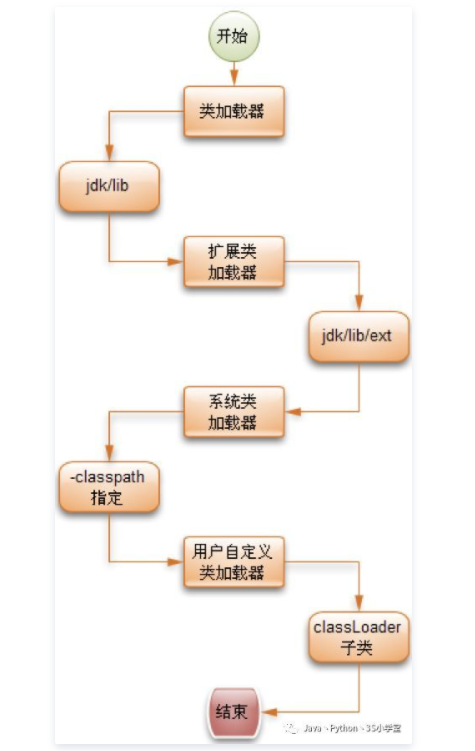 开始
类加载器
jdk/lib
扩展类
加载器
jdk/lib/ext
系统类
加载器
-classpath
指定
用户自定义
类加载器
classLoader
子类
结束
Java、Python、3S小学堂